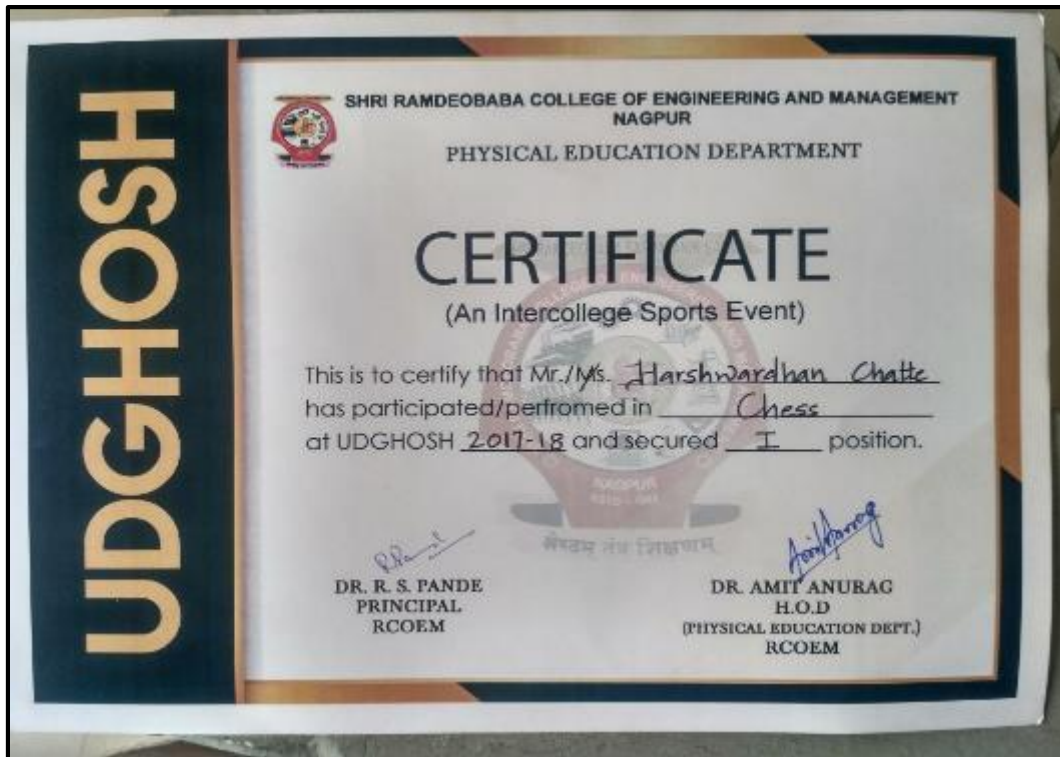 UDGHOSH
SHRI RAMDEOBABA COLLEGE OF ENGINEERING AND MANAGEMENT
NAGPUR
PHYSICAL EDUCATION DEPARTMENT
CERTIFICATE
(An Intercollege Sports Event)
This is to certify that Mr./Ms. Harshwardhan Chatte
has participated/perfromed in Chess
at UDGHOSH 2017-18 and secured I position.
NAGPUR
DR. R. S. PANDE
PRINCIPAL
RCOEM
DR. AMIT ANURAG
H.O.D
(PHYSICAL EDUCATION DEPT.)
RCOEM